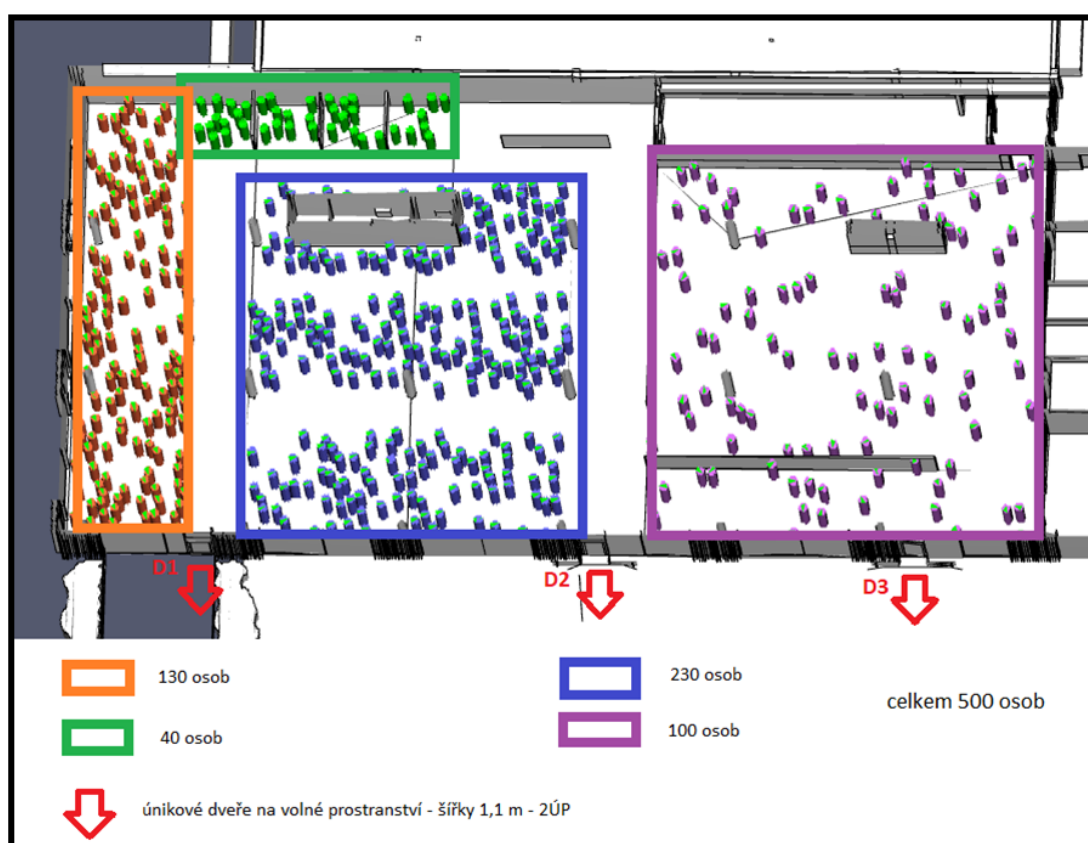 D1
D2
D3
130 osob
230 osob
celkem 500 osob
40 osob
100 osob
únikové dveře na volné prostranství - šířky 1,1 m - 2ÚP